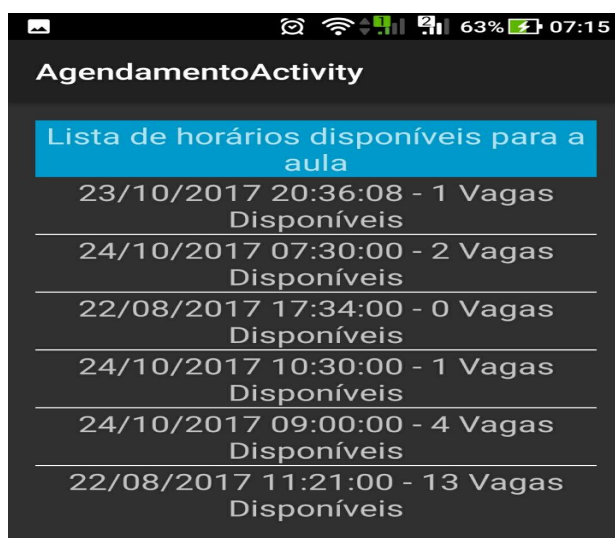 1 2 63% 07:15
AgendamentoActivity
Lista de horários disponíveis para a
aula
23/10/2017 20:36:08 - 1 Vagas
Disponíveis
24/10/2017 07:30:00 - 2 Vagas
Disponíveis
22/08/2017 17:34:00 - 0 Vagas
Disponíveis
24/10/2017 10:30:00 - 1 Vagas
Disponíveis
24/10/2017 09:00:00 - 4 Vagas
Disponíveis
22/08/2017 11:21:00 - 13 Vagas
Disponíveis